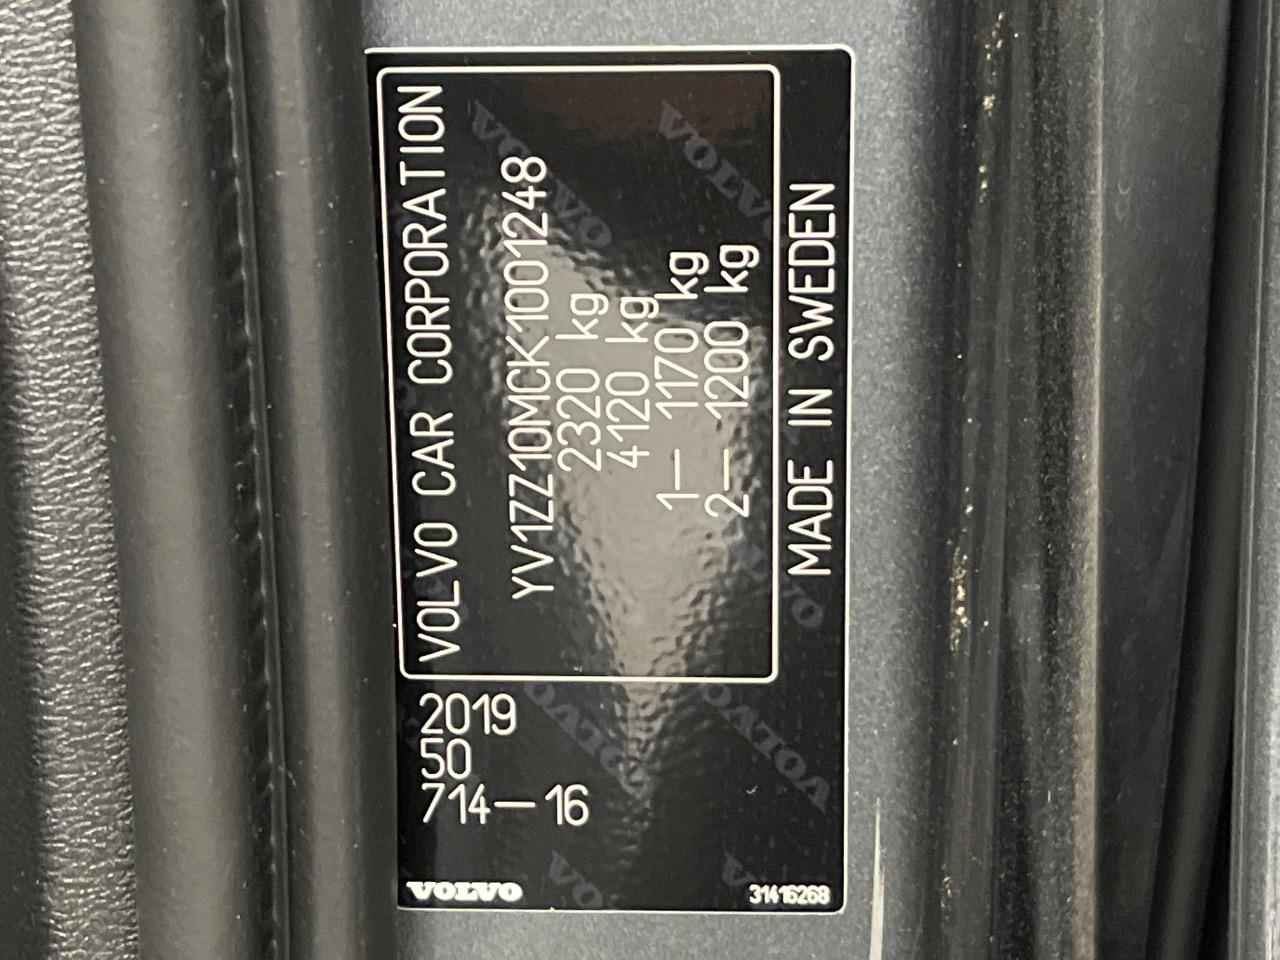 VOLVO CAR CORPORATION
YV1ZZ10MCK1001248
2320 kg
4120 kg
1— 1170 kg
2— 1200 kg
MADE IN SWEDEN
2019
50
714—16
VOLVO
31416268